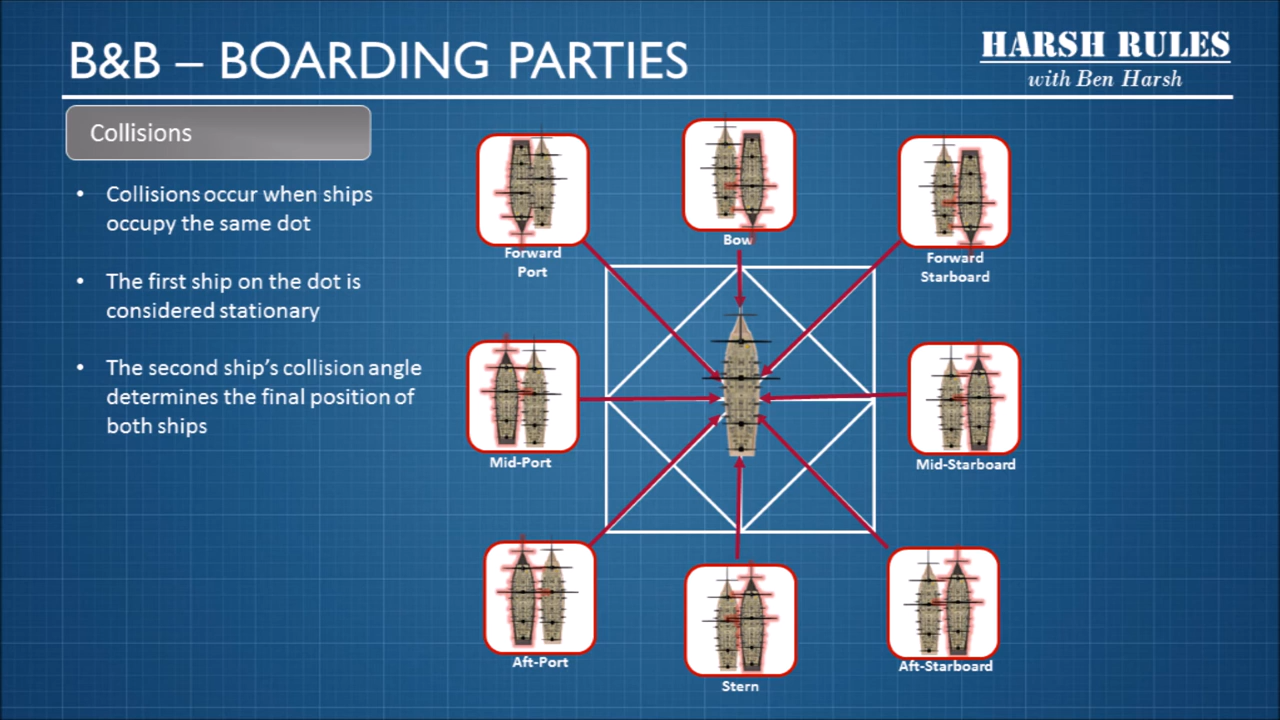 B&B – BOARDING PARTIES
HARSH RULES
with Ben Harsh
Collisions
• Collisions occur when ships
occupy the same dot
• The first ship on the dot is
considered stationary
• The second ship's collision angle
determines the final position of
both ships
Forward
Port
Bow
Forward
Starboard
Mid-Port
Mid-Starboard
Aft-Port
Stern
Aft-Starboard